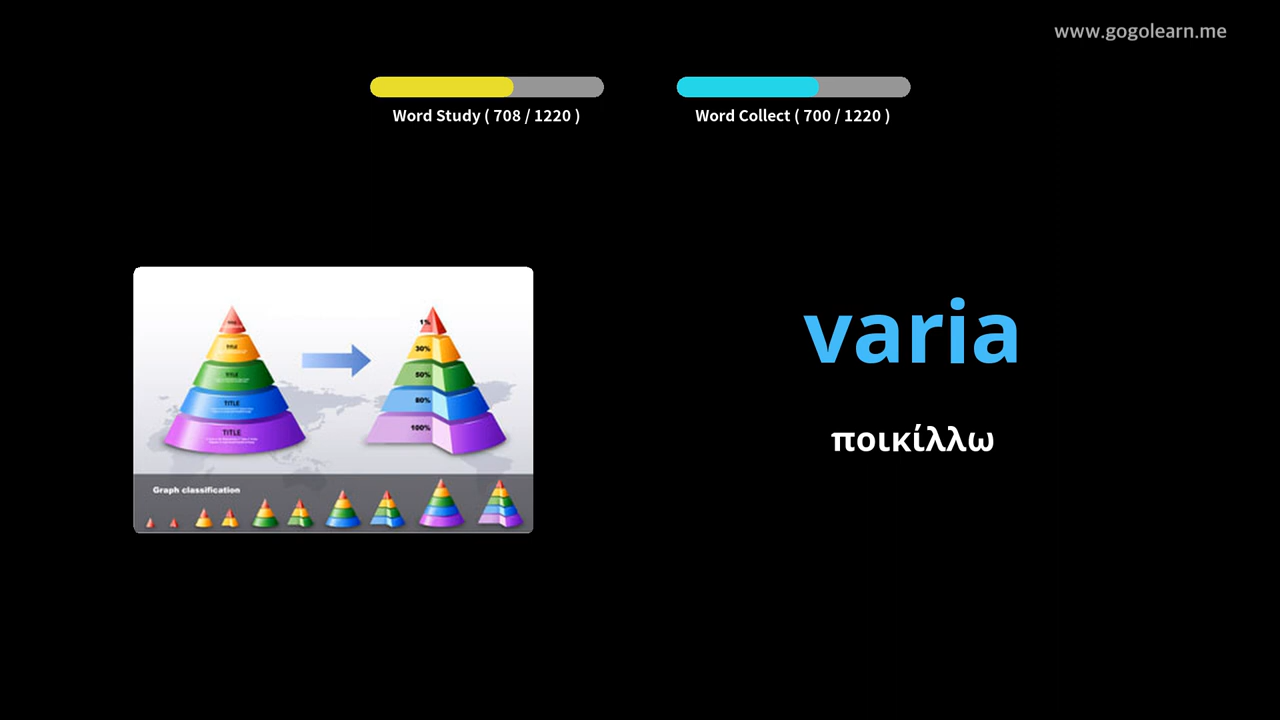 www.gogolearn.me
Word Study ( 708 / 1220 )
Word Collect ( 700 / 1220 )
varia
ποικίλλω
TITLE
TITLE
TITLE
TITLE
1%
30%
50%
80%
100%
Graph classification